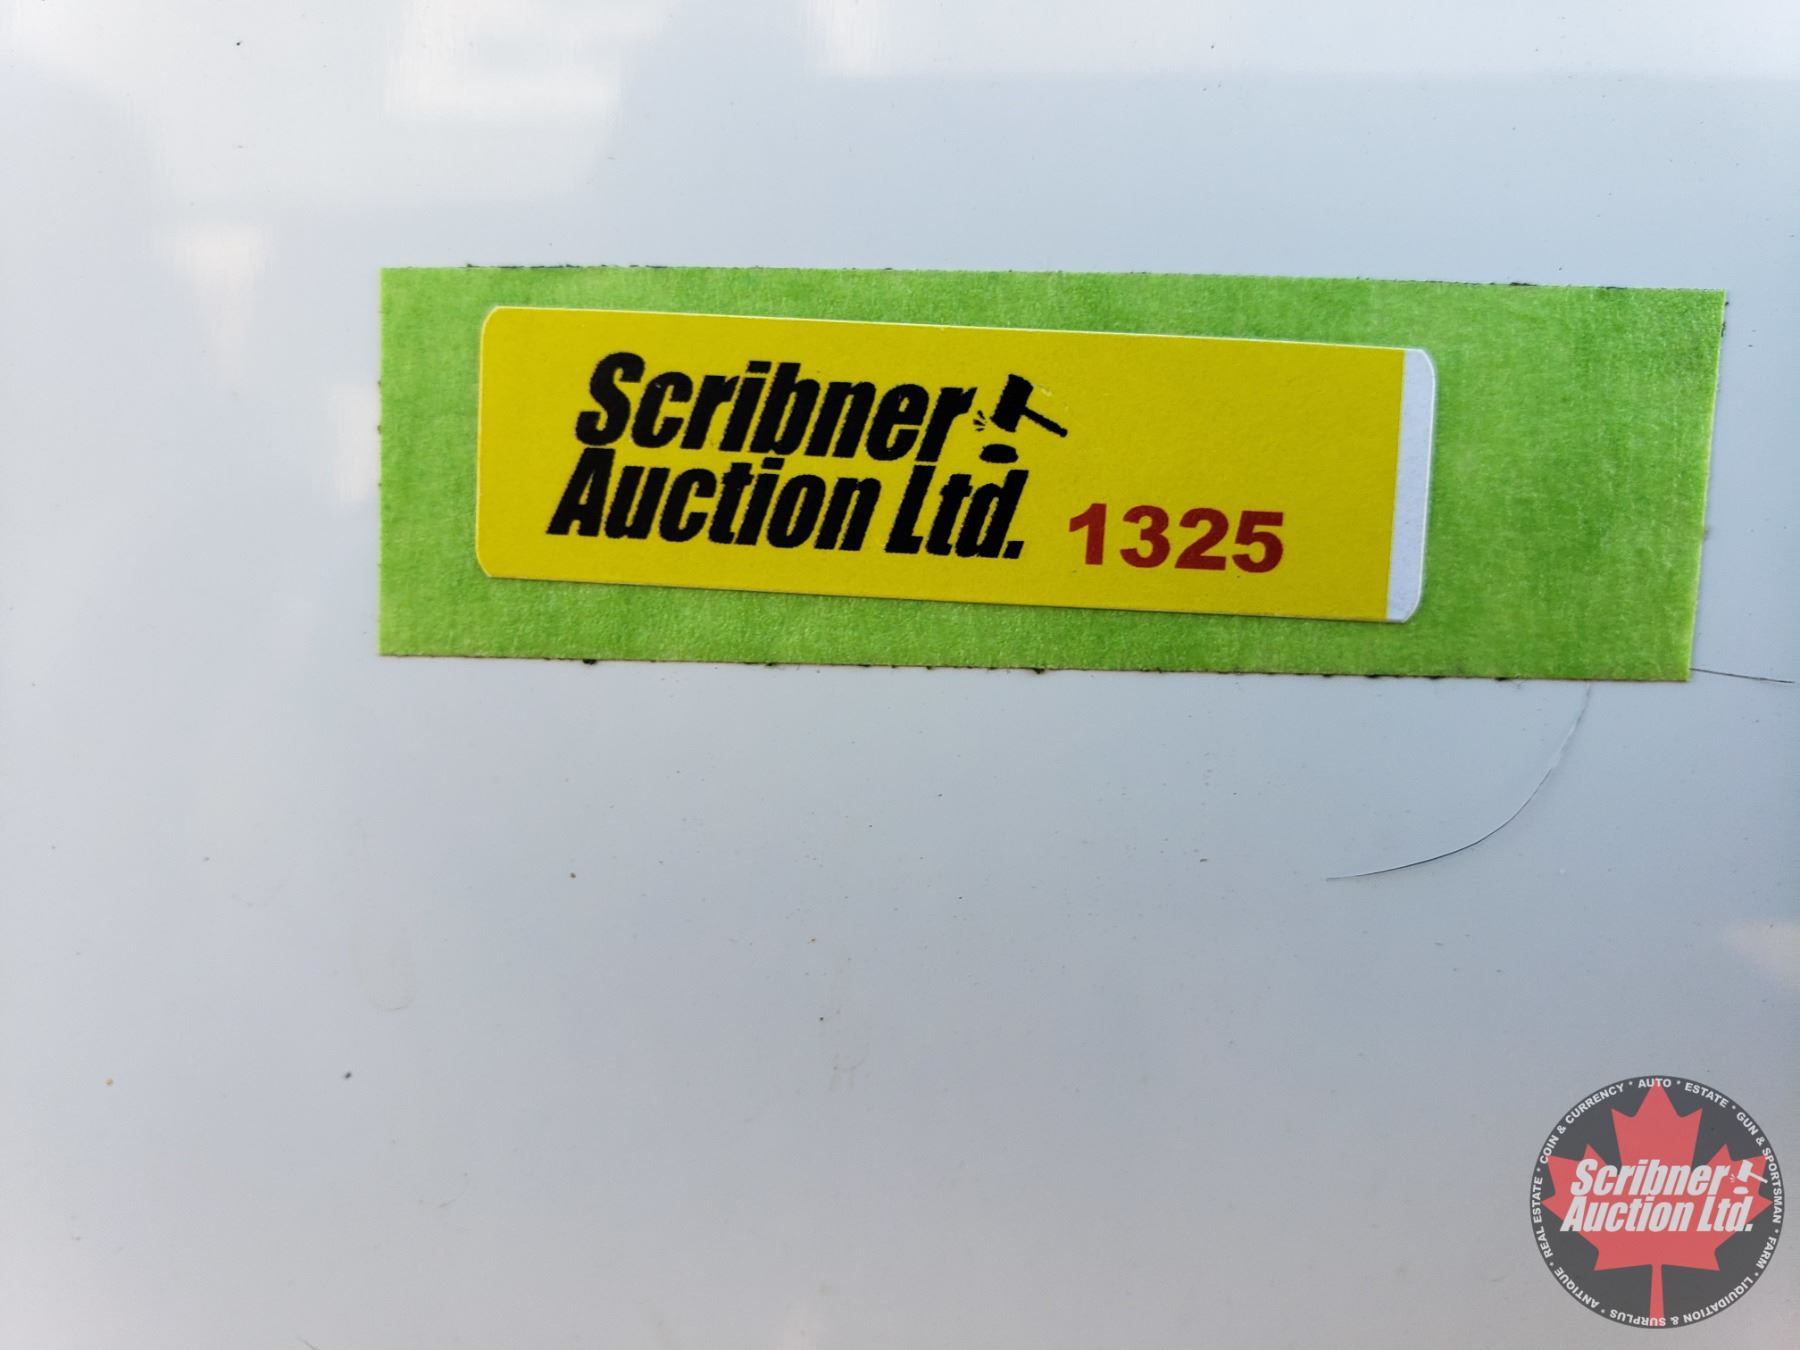 Scribner
Auction Ltd. 1325
COIN & CURRENCY * AUTO * ESTATE * GUN & SPORTSMAN * FARM * LIQUIDATION & SURPLUS * ANTIQUE * REAL ESTATE *
Scribner
Auction Ltd.